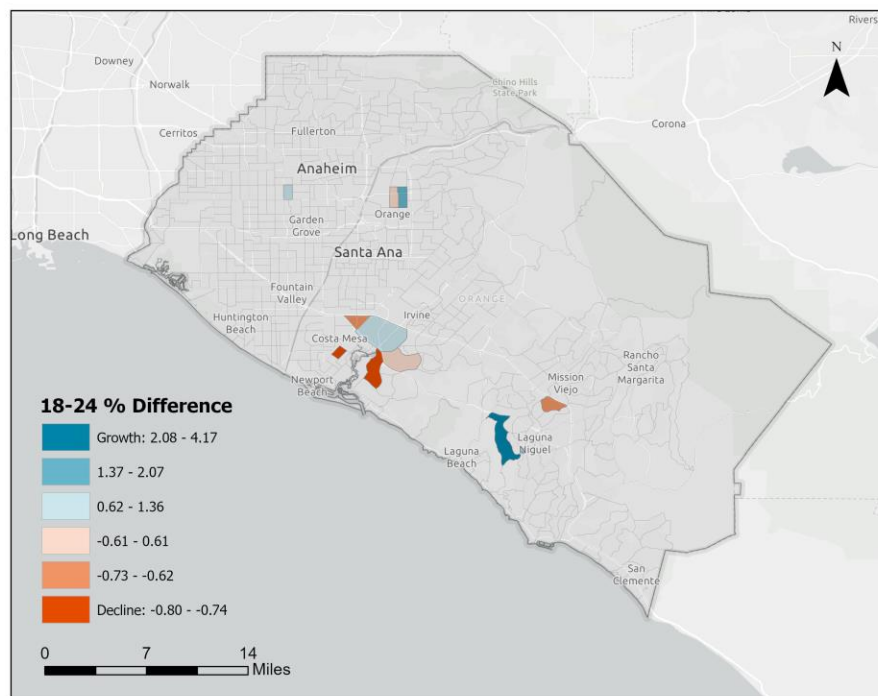 Rivers
Downey
Norwalk
Chino Hills
State Park
Corona
N
Cerritos
Fullerton
Anaheim
Orange
Garden
Grove
Long Beach
Santa Ana
Fountain
Valley
ORANGE
Huntington
Beach
Irvine
Costa Mesa
Rancho
Santa
Margarita
Mission
Viejo
Newport
Beach
18-24 % Difference
Growth: 2.08 - 4.17
1.37 - 2.07
0.62 - 1.36
-0.61 - 0.61
-0.73 - -0.62
Decline: -0.80 - -0.74
Laguna
Niguel
Laguna
Beach
San
Clemente
0 7 14
Miles